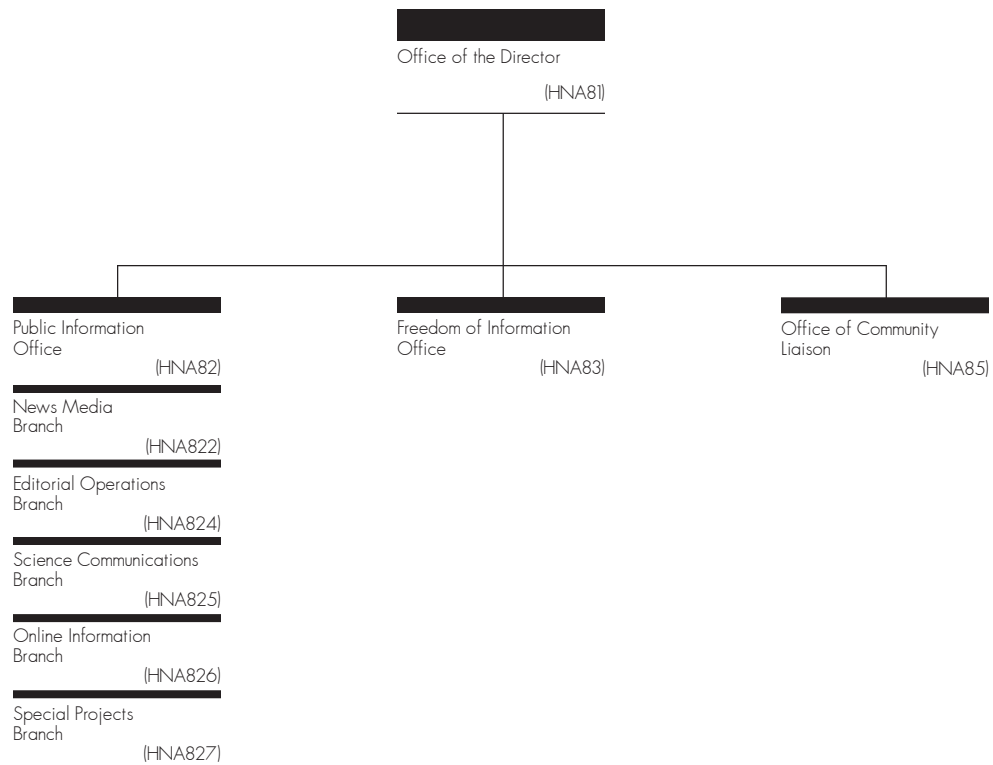 Office of the Director
(HNA81)
Public Information
Office
(HNA82)
News Media
Branch
(HNA822)
Editorial Operations
Branch
(HNA824)
Science Communications
Branch
(HNA825)
Online Information
Branch
(HNA826)
Special Projects
Branch
(HNA827)
Freedom of Information
Office
(HNA83)
Office of Community
Liaison
(HNA85)